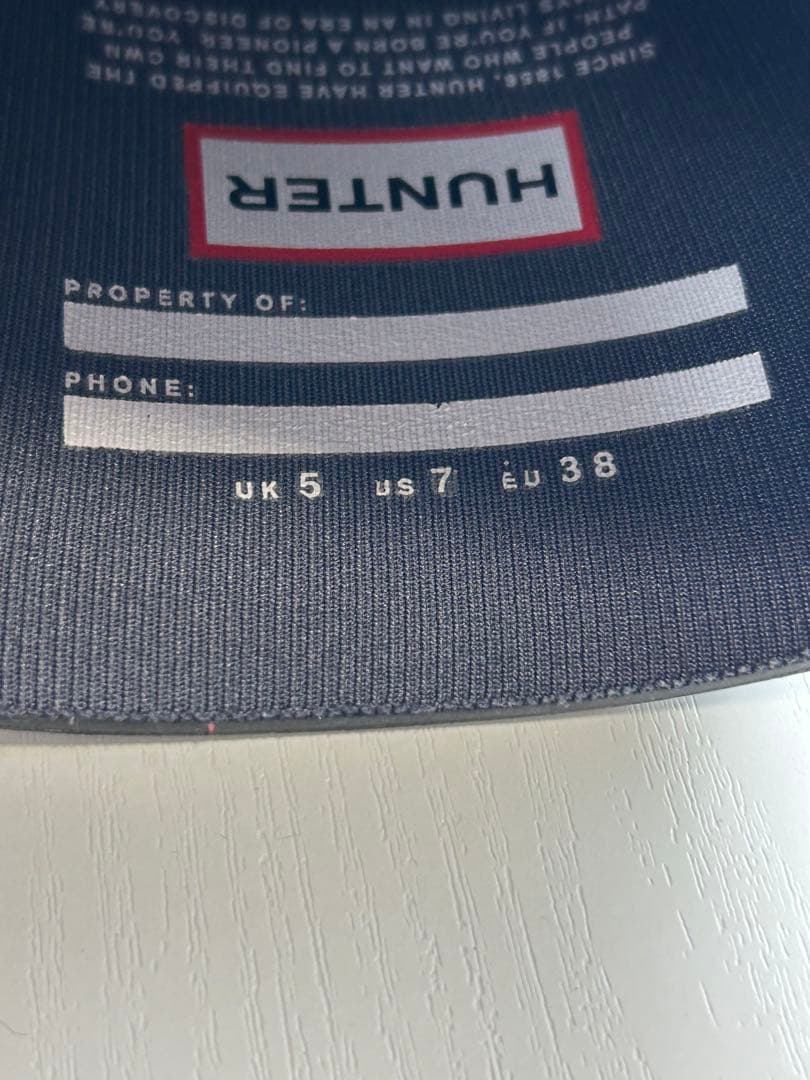 HUNTER
SINCE 1856, HUNTER HAVE EQUIPPED THE
PEOPLE WHO WANT TO FIND THEIR OWN
PATH. IF YOU'RE BORN A PIONEER YOU'RE
LIVING IN AN ERA OF DISCOVERY
PROPERTY OF:
PHONE:
UK 5 US 7 EU 38